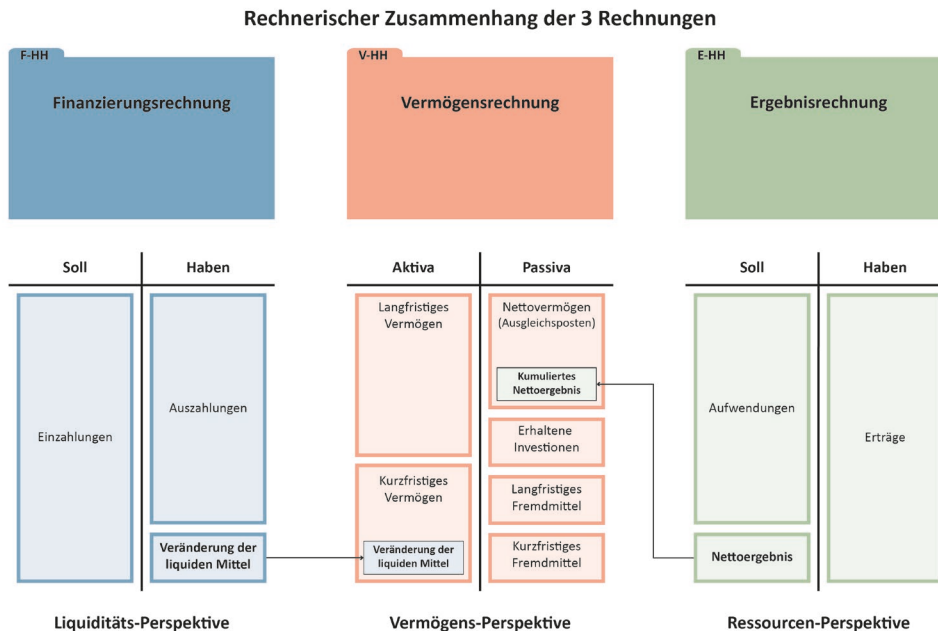 Rechnerischer Zusammenhang der 3 Rechnungen
F-HH
Finanzierungsrechnung
V-HH
Vermögensrechnung
E-HH
Ergebnisrechnung
Soll
Haben
Einzahlungen
Auszahlungen
Veränderung der
liquiden Mittel
Aktiva
Passiva
Langfristiges
Vermögen
Kurzfristiges
Vermögen
Veränderung der
liquiden Mittel
Nettovermögen
(Ausgleichsposten)
Kumuliertes
Nettoergebnis
Erhaltene
Investionen
Langfristiges
Fremdmittel
Kurzfristiges
Fremdmittel
Soll
Haben
Aufwendungen
Nettoergebnis
Erträge
Liquiditäts-Perspektive
Vermögens-Perspektive
Ressourcen-Perspektive